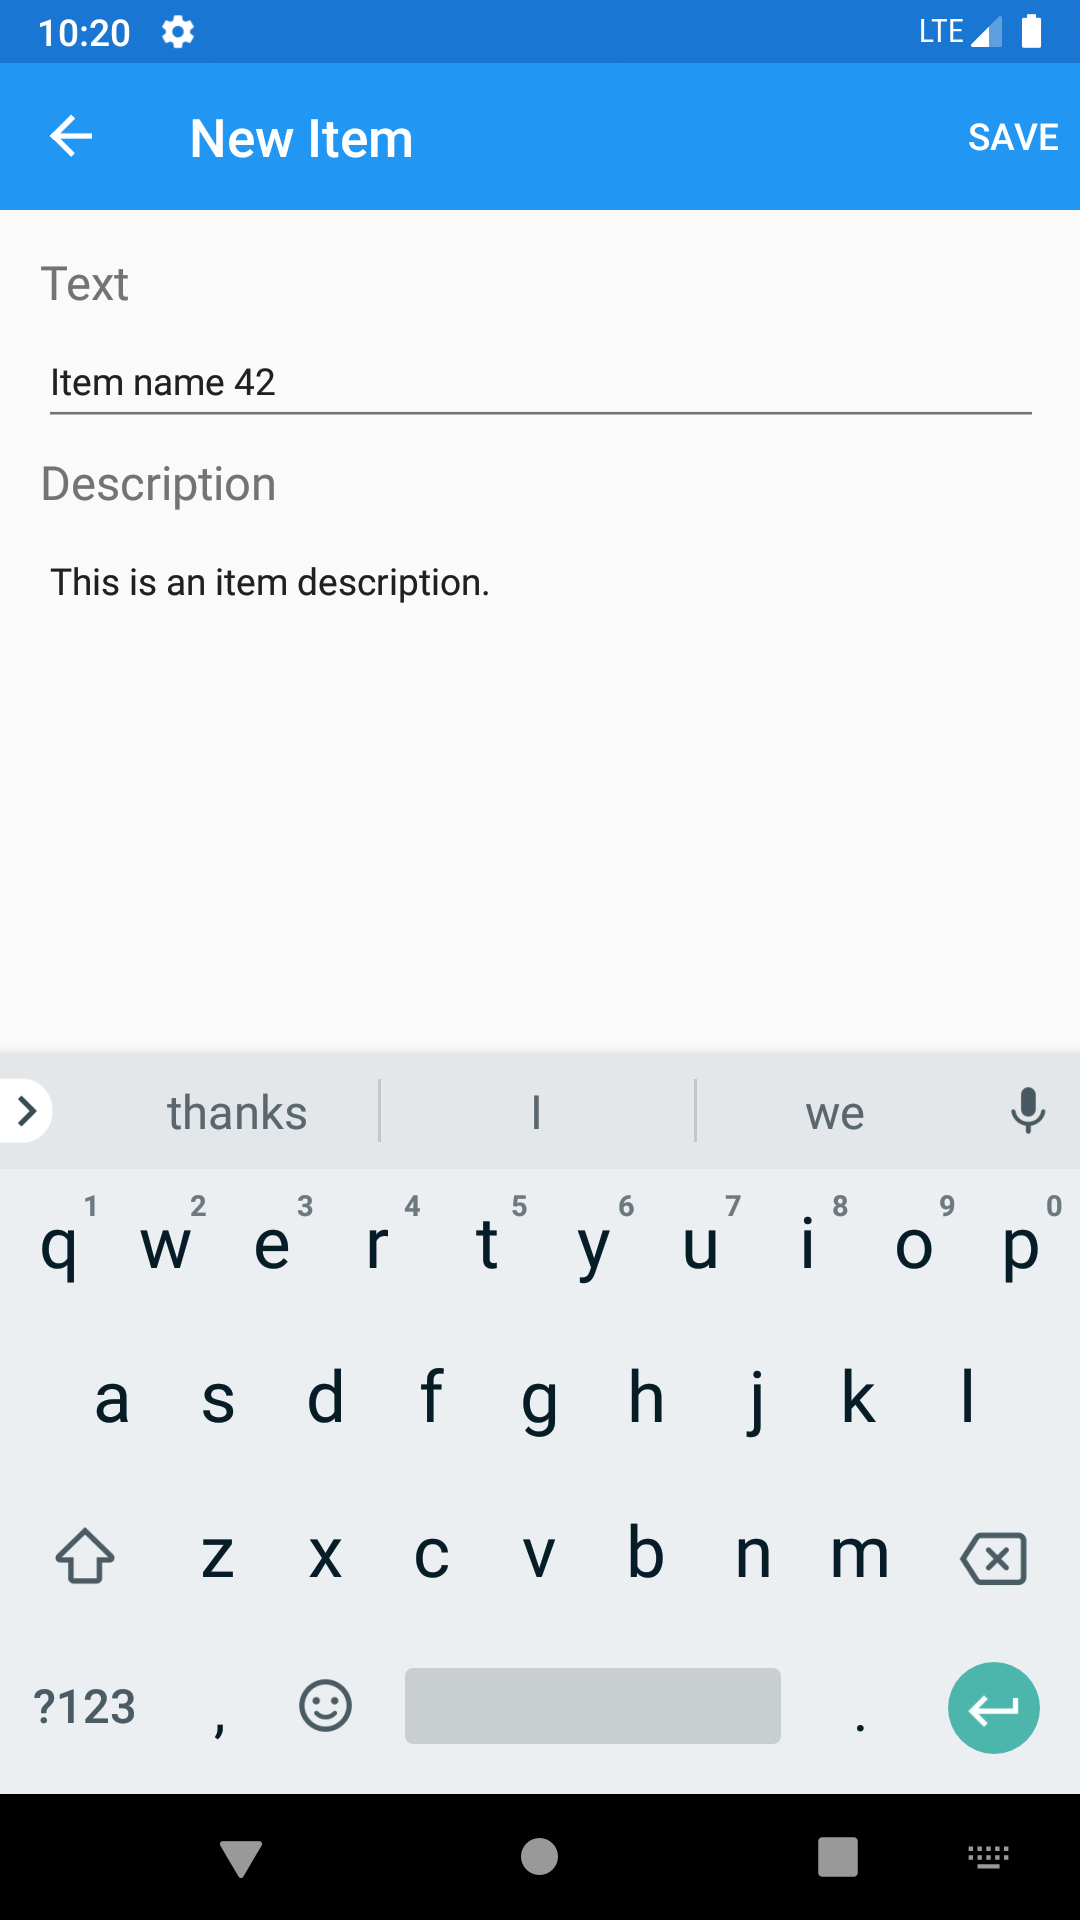 10:20 LTE
New Item SAVE
Text
Item name 42
Description
This is an item description.
thanks I we
1 2 3 4 5 6 7 8 9 0
q w e r t y u i o p
a s d f g h j k l
z x c v b n m
?123 , .